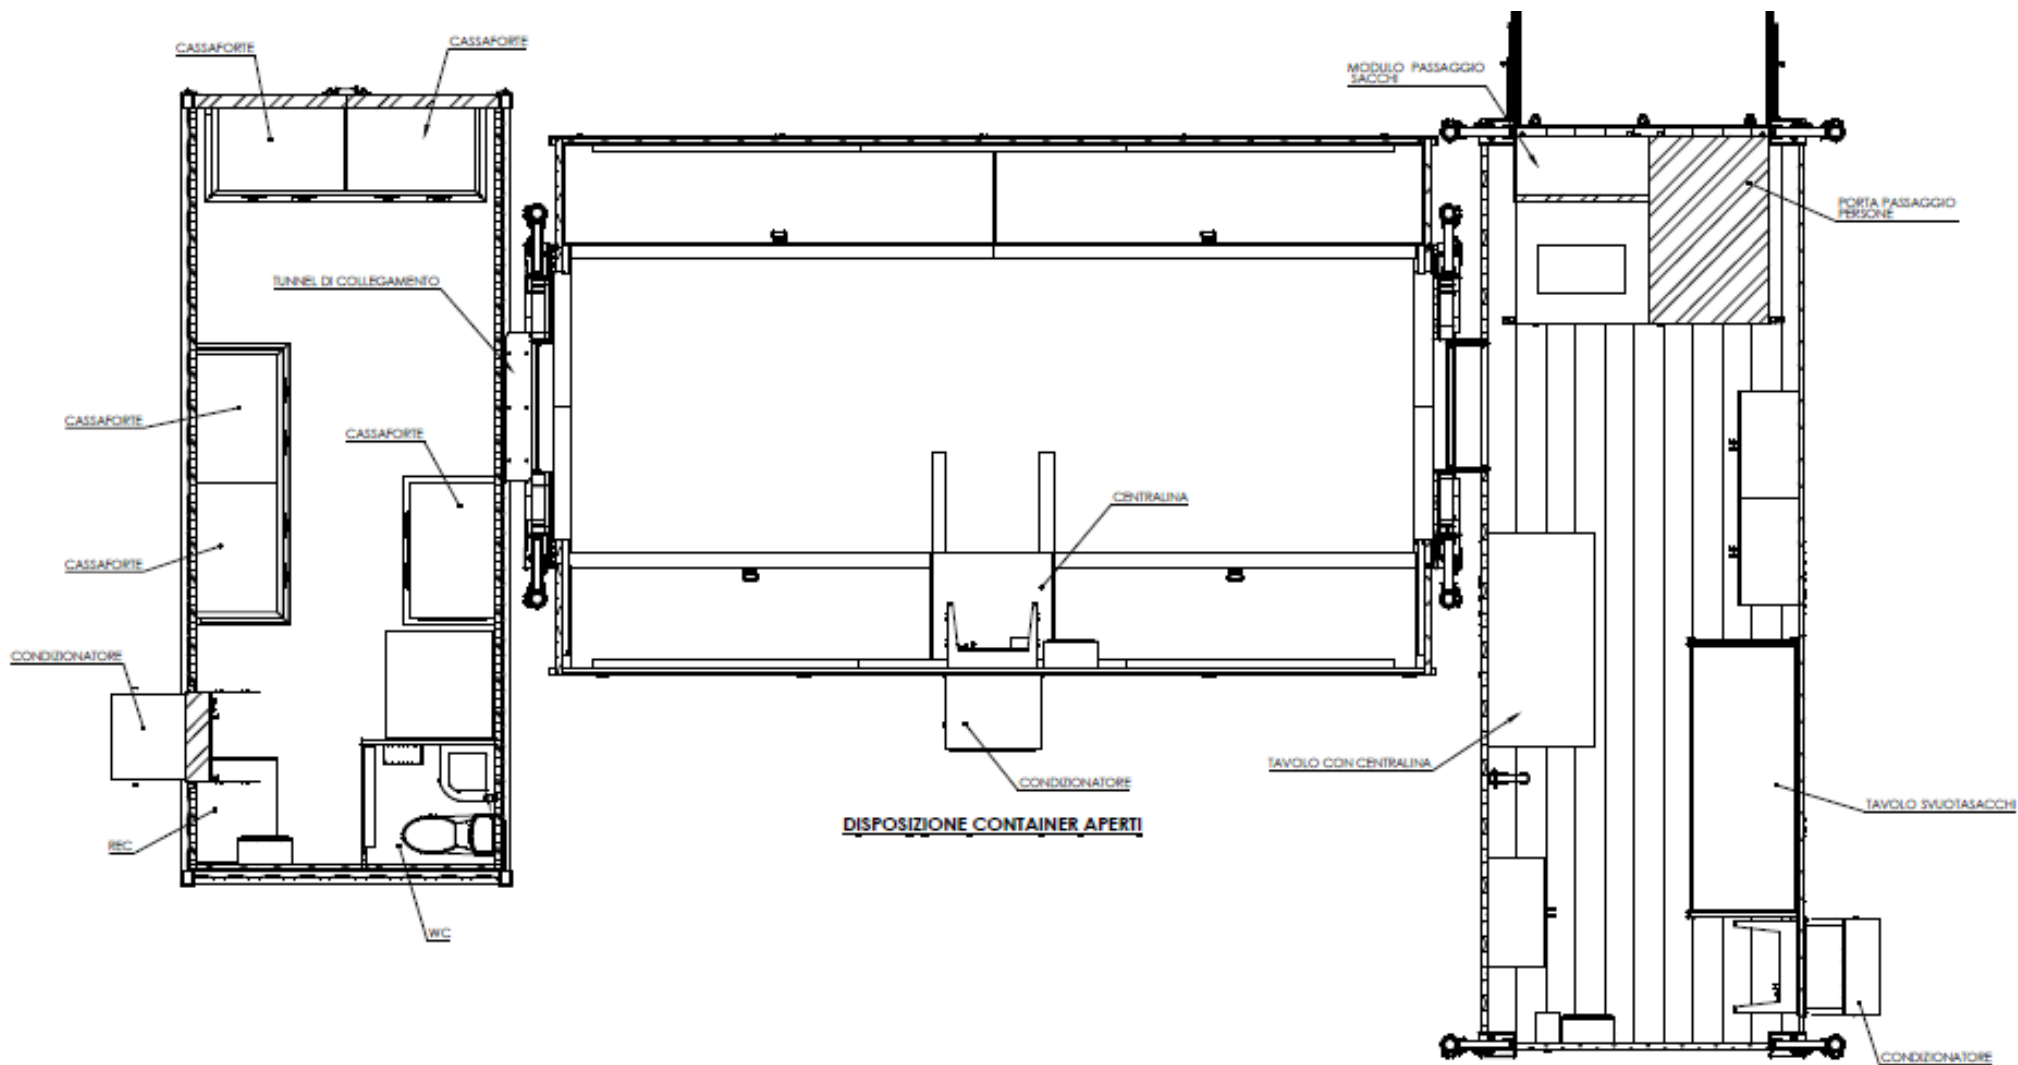 CASSAFORTE
CASSAFORTE
MODULO PASSAGGIO
SACCHI
PORTA PASSAGGIO
PERSONE
TUNNEL DI COLLEGAMENTO
CASSAFORTE
CASSAFORTE
CENTRALINA
CASSAFORTE
CONDIZIONATORE
TAVOLO CON CENTRALINA
CONDIZIONATORE
TAVOLO SVUOTASACCHI
DISPOSIZIONE CONTAINER APERTI
REC
WC
CONDIZIONATORE